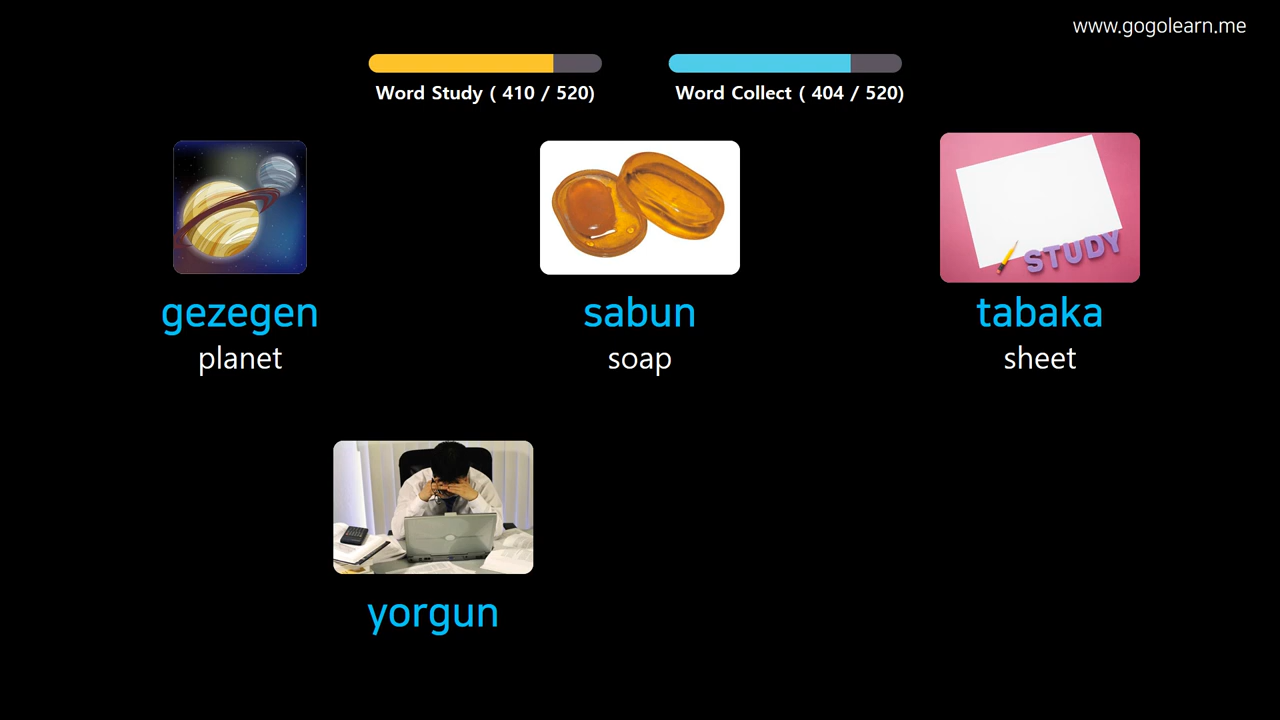 www.gogolearn.me
Word Study ( 410 / 520)
Word Collect ( 404 / 520)
STUDY
gezegen
sabun
tabaka
planet
soap
sheet
yorgun